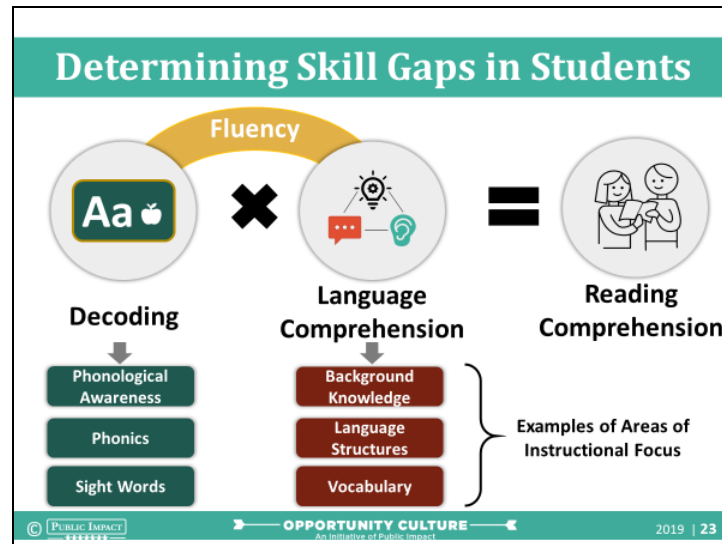 Determining Skill Gaps in Students
Fluency
Aa
Decoding
Language
Comprehension
Reading
Comprehension
Phonological
Awareness
Phonics
Sight Words
Background
Knowledge
Language
Structures
Vocabulary
Examples of Areas of
Instructional Focus
© PUBLIC IMPACT
OPPORTUNITY CULTURE
An Initiative of Public Impact
2019 | 23